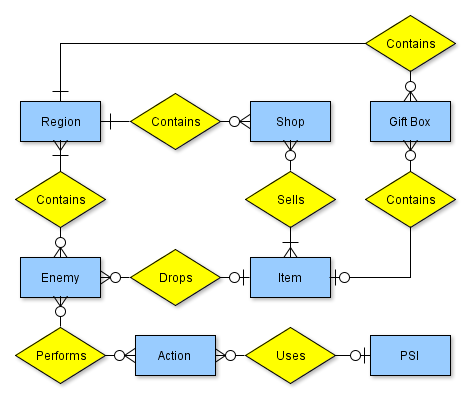 Contains
Region
Contains
Shop
Gift Box
Contains
Sells
Contains
Enemy
Drops
Item
Performs
Action
Uses
PSI